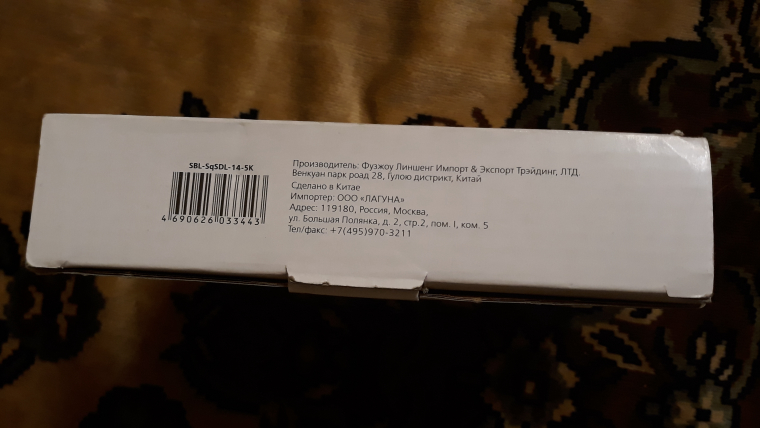 SBL-SqSDL-14-5K
4 690626 033443
Производитель: Фузжоу Линшенг Импорт & Экспорт Трэйдинг, ЛТД.
Венкуан парк роад 28, Гулою дистрикт, Китай
Сделано в Китае
Импортер: ООО «ЛАГУНА»
Адрес: 119180, Россия, Москва,
ул. Большая Полянка, д. 2, стр.2, пом. I, ком. 5
Тел/факс: +7(495)970-3211